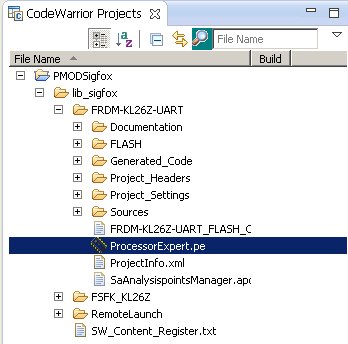 CodeWarrior Projects
File Name
File Name
Build
PMODSigfox
lib_sigfox
FRDM-KL26Z-UART
Documentation
FLASH
Generated_Code
Project_Headers
Project_Settings
Sources
FRDM-KL26Z-UART_FLASH_C
ProcessorExpert.pe
ProjectInfo.xml
SaAnalysispointsManager.apc
FSFK_KL26Z
RemoteLaunch
SW_Content_Register.txt